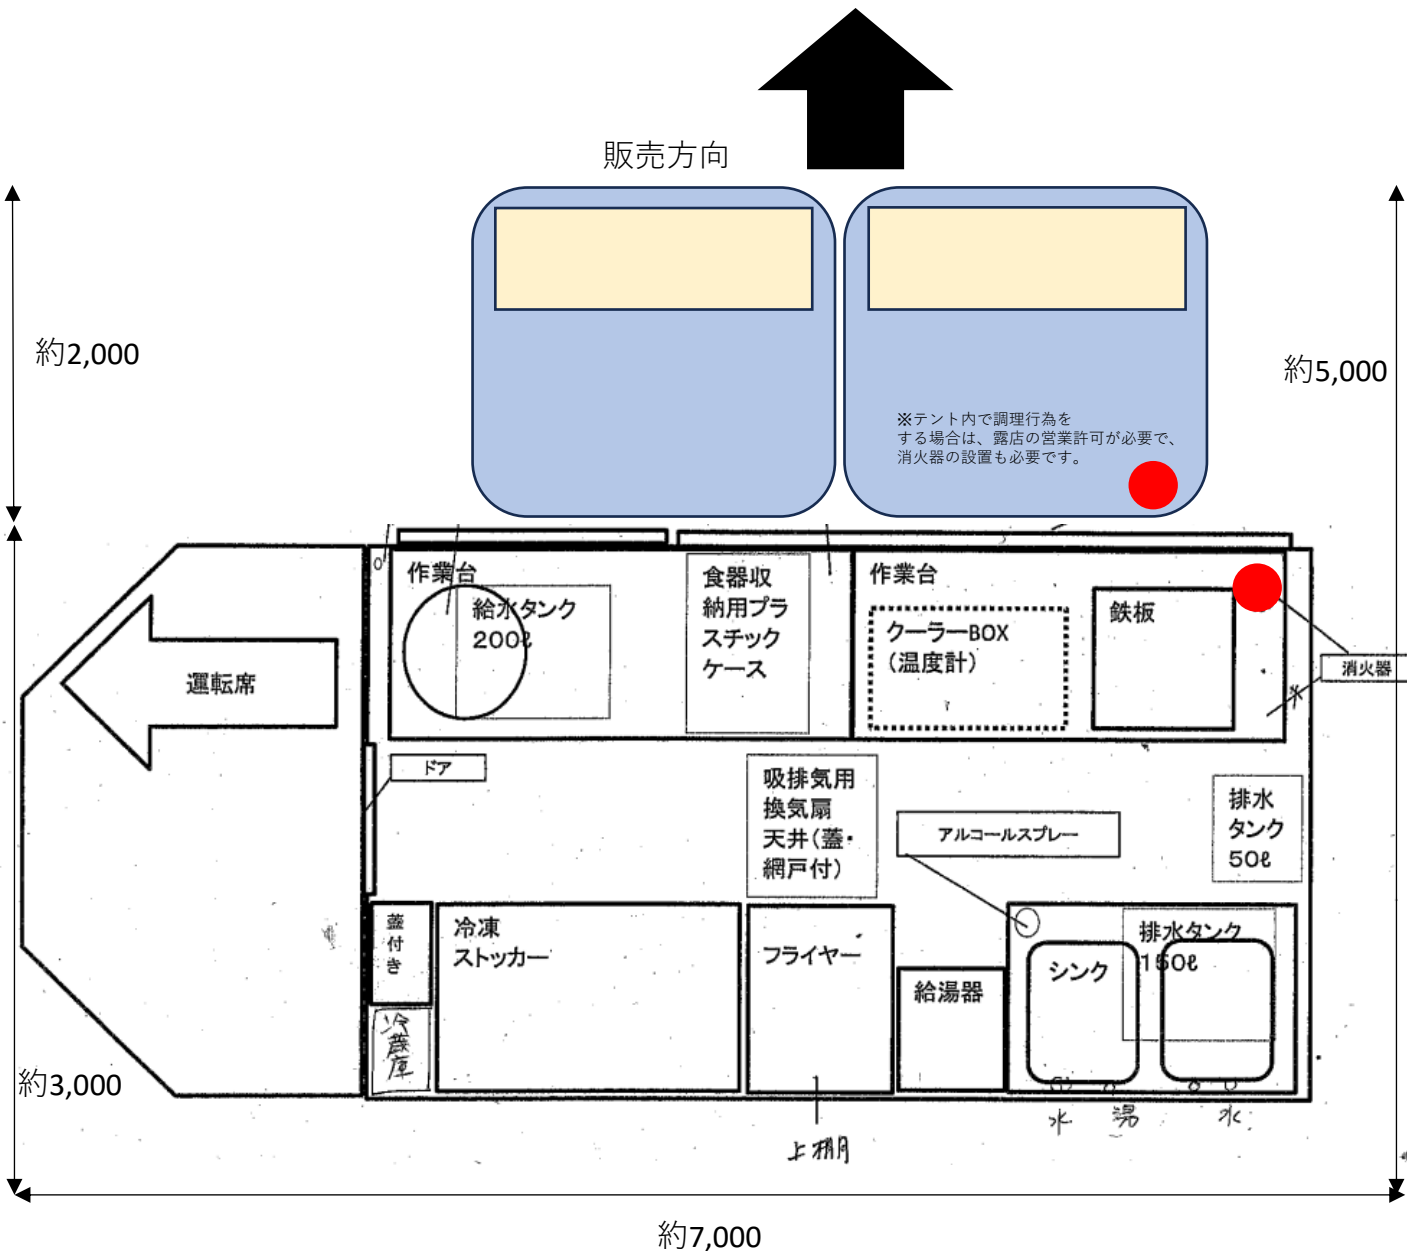 販売方向
約2,000
約5,000
※テント内で調理行為を
する場合は、露店の営業許可が必要で、
消火器の設置も必要です。
作業台
給水タンク
200ℓ
食器収
納用プラ
スチック
ケース
作業台
クーラーBOX
（温度計）
鉄板
消火器
運転席
ドア
吸排気用
換気扇
天井（蓋・
網戸付）
アルコールスプレー
排水
タンク
50ℓ
蓋
付
き
冷蔵庫
冷凍
ストッカー
フライヤー
給湯器
シンク
排水タンク
150ℓ
水
湯
水
上棚
約3,000
約7,000